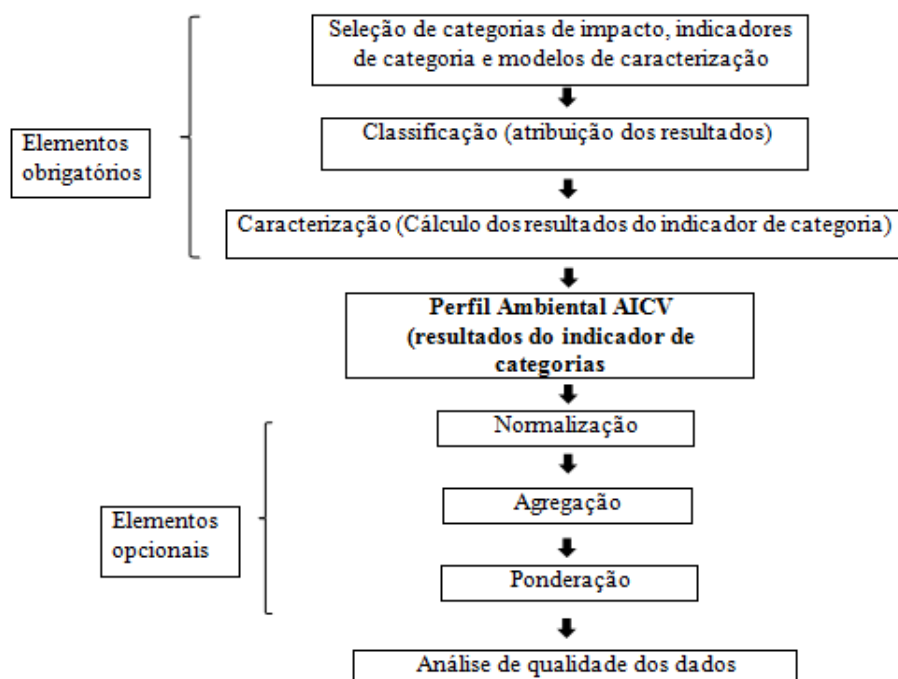 Seleção de categorias de impacto, indicadores
de categoria e modelos de caracterização
Classificação (atribuição dos resultados)
Elementos
obrigatórios
Caracterização (Cálculo dos resultados do indicador de categoria)
Perfil Ambiental AICV
(resultados do indicador de
categorias
Normalização
Agregação
Elementos
opcionais
Ponderação
Análise de qualidade dos dados